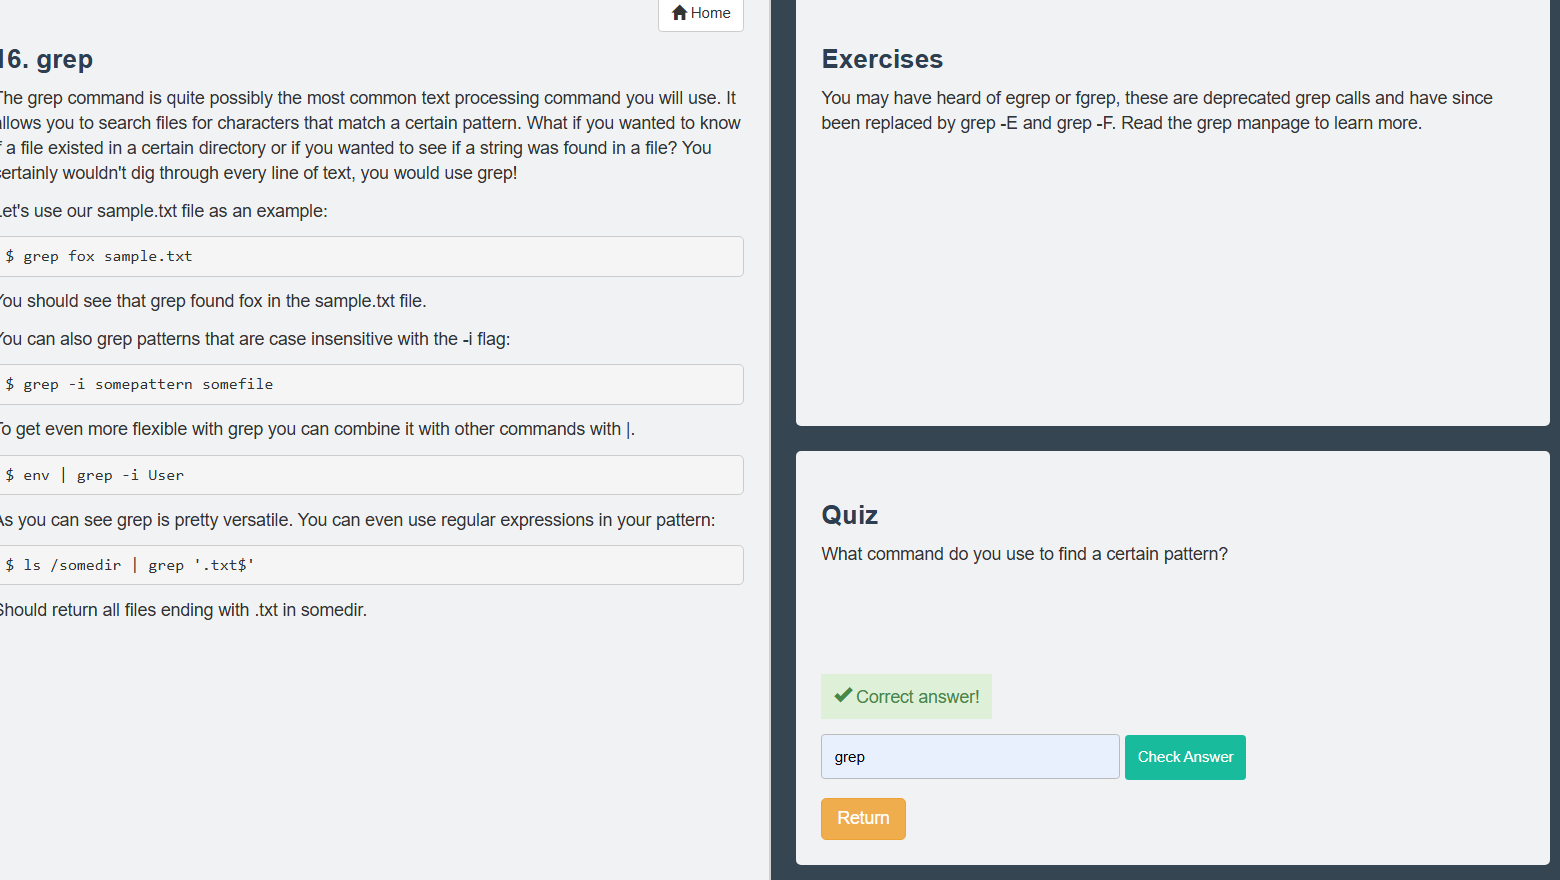 Home
16. grep
The grep command is quite possibly the most common text processing command you will use. It
allows you to search files for characters that match a certain pattern. What if you wanted to know
if a file existed in a certain directory or if you wanted to see if a string was found in a file? You
certainly wouldn't dig through every line of text, you would use grep!
Let's use our sample.txt file as an example:
$ grep fox sample.txt
You should see that grep found fox in the sample.txt file.
You can also grep patterns that are case insensitive with the -i flag:
$ grep -i somepattern somefile
To get even more flexible with grep you can combine it with other commands with |.
$ env | grep -i User
As you can see grep is pretty versatile. You can even use regular expressions in your pattern:
$ ls /somedir | grep '.txt$'
Should return all files ending with .txt in somedir.
Exercises
You may have heard of egrep or fgrep, these are deprecated grep calls and have since
been replaced by grep -E and grep -F. Read the grep manpage to learn more.
Quiz
What command do you use to find a certain pattern?
Correct answer!
grep
Check Answer
Return